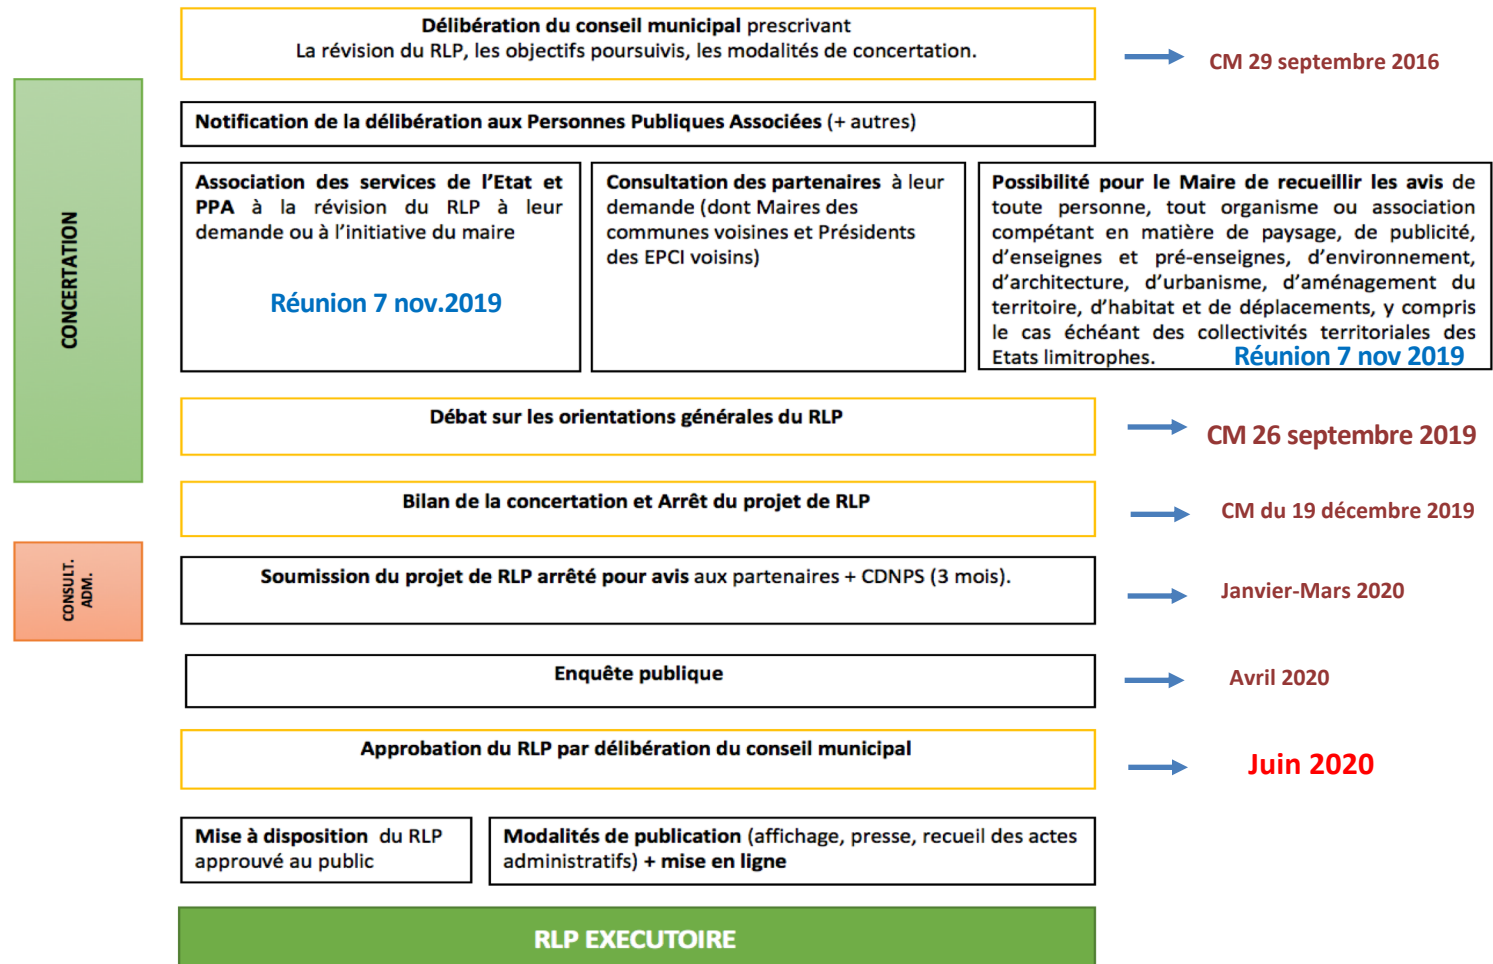 Délibération du conseil municipal prescrivant
La révision du RLP, les objectifs poursuivis, les modalités de concertation.
CM 29 septembre 2016
CONCERTATION
Notification de la délibération aux Personnes Publiques Associées (+ autres)
Association des services de l'Etat et
PPA à la révision du RLP à leur
demande ou à l'initiative du maire
Réunion 7 nov.2019
Consultation des partenaires à leur
demande (dont Maires des
communes voisines et Présidents
des EPCI voisins)
Possibilité pour le Maire de recueillir les avis de
toute personne, tout organisme ou association
compétant en matière de paysage, de publicité,
d'enseignes et pré-enseignes, d'environnement,
d'architecture, d'urbanisme, d'aménagement du
territoire, d'habitat et de déplacements, y compris
le cas échéant des collectivités territoriales des
Etats limitrophes.
Réunion 7 nov 2019
Débat sur les orientations générales du RLP
CM 26 septembre 2019
Bilan de la concertation et Arrêt du projet de RLP
CM du 19 décembre 2019
CONSULT.
ADM.
Soumission du projet de RLP arrêté pour avis aux partenaires + CDNPS (3 mois).
Janvier-Mars 2020
Enquête publique
Avril 2020
Approbation du RLP par délibération du conseil municipal
Juin 2020
Mise à disposition du RLP
approuvé au public
Modalités de publication (affichage, presse, recueil des actes
administratifs) + mise en ligne
RLP EXECUTOIRE